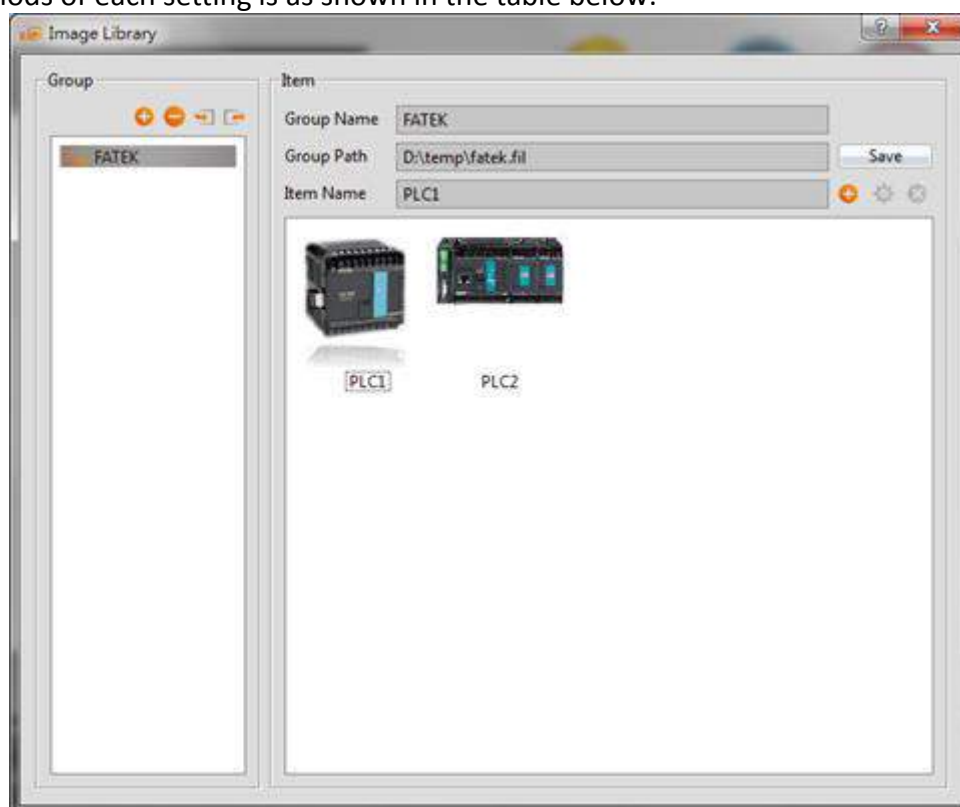 of each setting is as shown in the table below:
Image Library
Group
Item
Group Name FATEK
FATEK
Group Path D:\temp\fatek.fil Save
Item Name PLC1
PLC1 PLC2